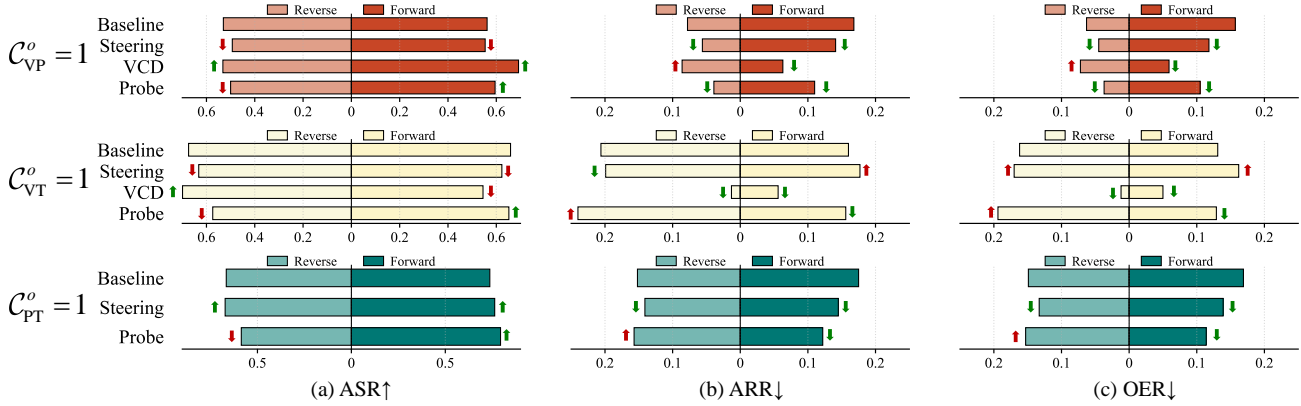 Reverse Forward Reverse Forward Reverse Forward
Baseline
Steering
VCD
Probe
C^o_VP = 1
0.6 0.4 0.2 0 0.2 0.4 0.6
0.2 0.1 0 0.1 0.2
0.2 0.1 0 0.1 0.2
Reverse Forward Reverse Forward Reverse Forward
Baseline
Steering
VCD
Probe
C^o_VT = 1
0.6 0.4 0.2 0 0.2 0.4 0.6
0.2 0.1 0 0.1 0.2
0.2 0.1 0 0.1 0.2
Reverse Forward Reverse Forward Reverse Forward
Baseline
Steering
Probe
C^o_PT = 1
0.5 0 0.5
0.2 0.1 0 0.1 0.2
0.2 0.1 0 0.1 0.2
(a) ASR↑
(b) ARR↓
(c) OER↓